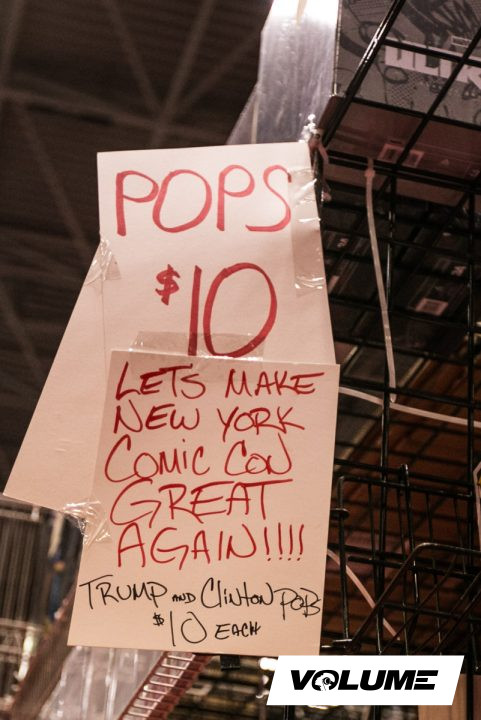 POPS
$10
LETS MAKE
NEW YORK
COMIC CON
GREAT
AGAIN!!!!
TRUMP AND CLINTON POPS
$10 EACH
VOLUME